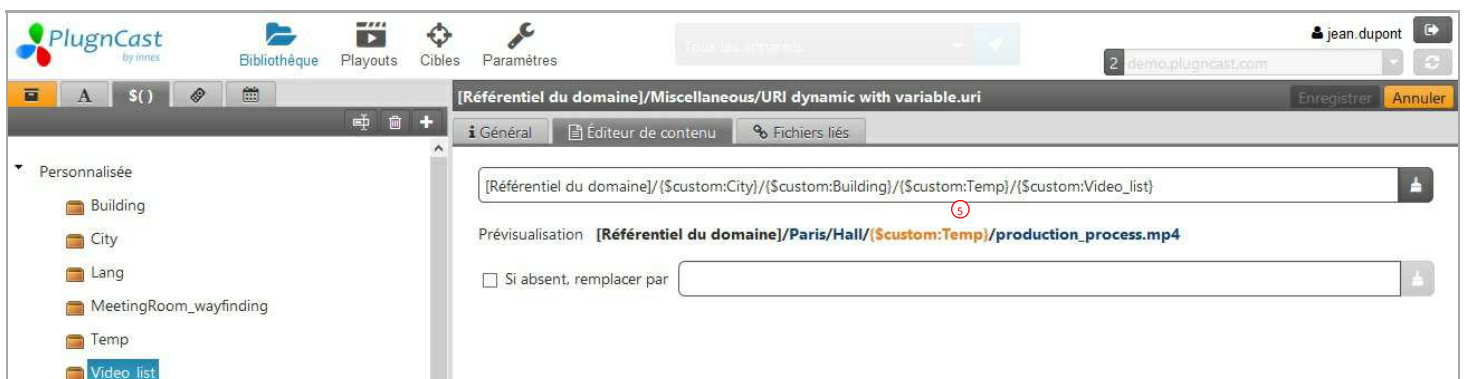 PlugnCast
by innes
Bibliothèque
Playouts
Cibles
Paramètres
Tous les appareils
jean.dupont
2 demo.plugncast.com
A $()
[Référentiel du domaine]/Miscellaneous/URI dynamic with variable.uri
Enregistrer Annuler
i Général
Éditeur de contenu
Fichiers liés
Personnalisée
Building
City
Lang
MeetingRoom_wayfinding
Temp
Video_list
[Référentiel du domaine]/{$custom:City}/{$custom:Building}/{$custom:Temp}/{$custom:Video_list}
5
Prévisualisation [Référentiel du domaine]/Paris/Hall/{$custom:Temp}/production_process.mp4
Si absent, remplacer par